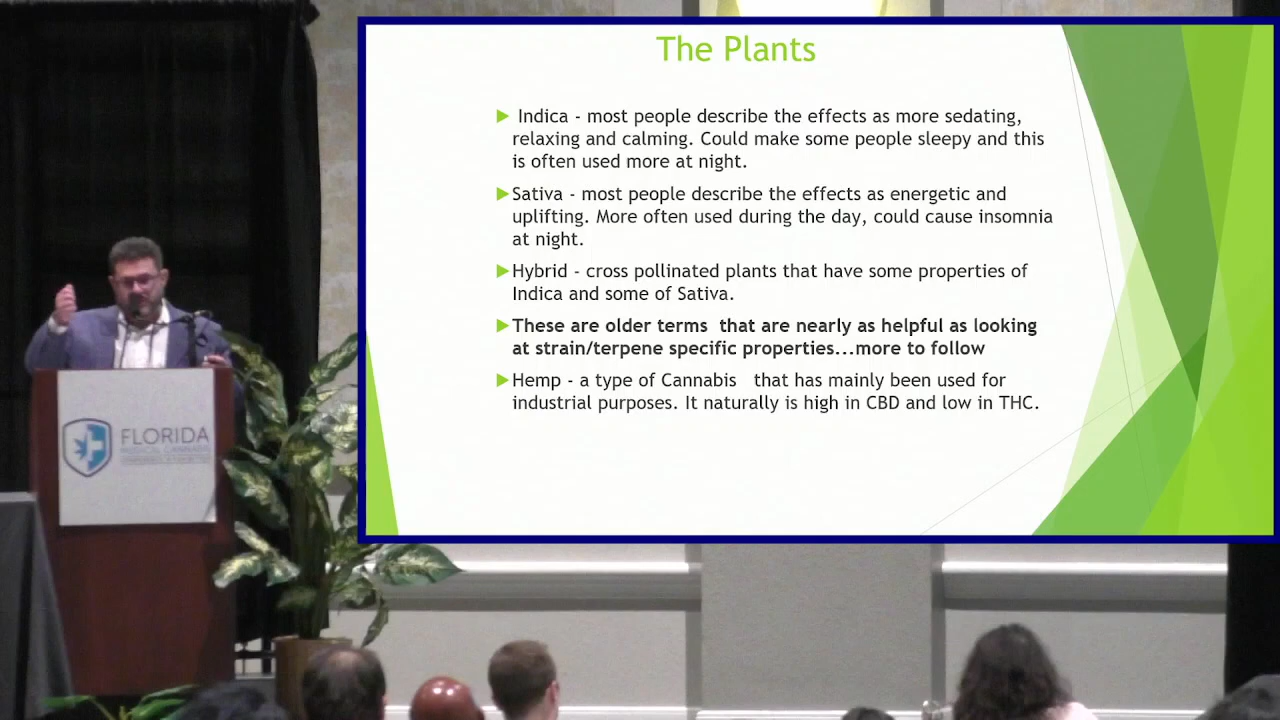 The Plants
Indica - most people describe the effects as more sedating,
relaxing and calming. Could make some people sleepy and this
is often used more at night.
Sativa - most people describe the effects as energetic and
uplifting. More often used during the day, could cause insomnia
at night.
Hybrid - cross pollinated plants that have some properties of
Indica and some of Sativa.
These are older terms that are nearly as helpful as looking
at strain/terpene specific properties...more to follow
Hemp - a type of Cannabis that has mainly been used for
industrial purposes. It naturally is high in CBD and low in THC.
FLORIDA
MEDICAL CANNABIS